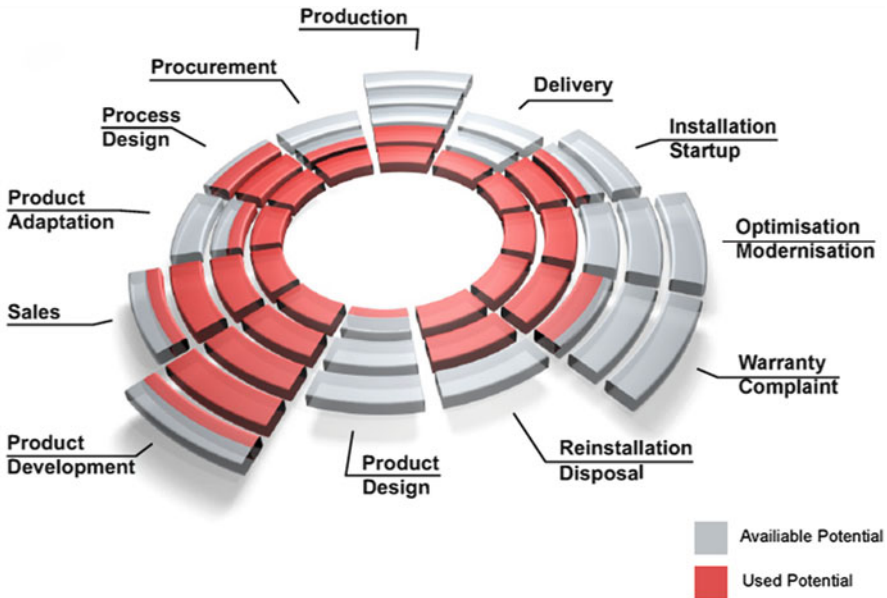 Production
Procurement
Delivery
Process
Design
Installation
Startup
Product
Adaptation
Optimisation
Modernisation
Sales
Warranty
Complaint
Product
Development
Product
Design
Reinstallation
Disposal
Availiable Potential
Used Potential